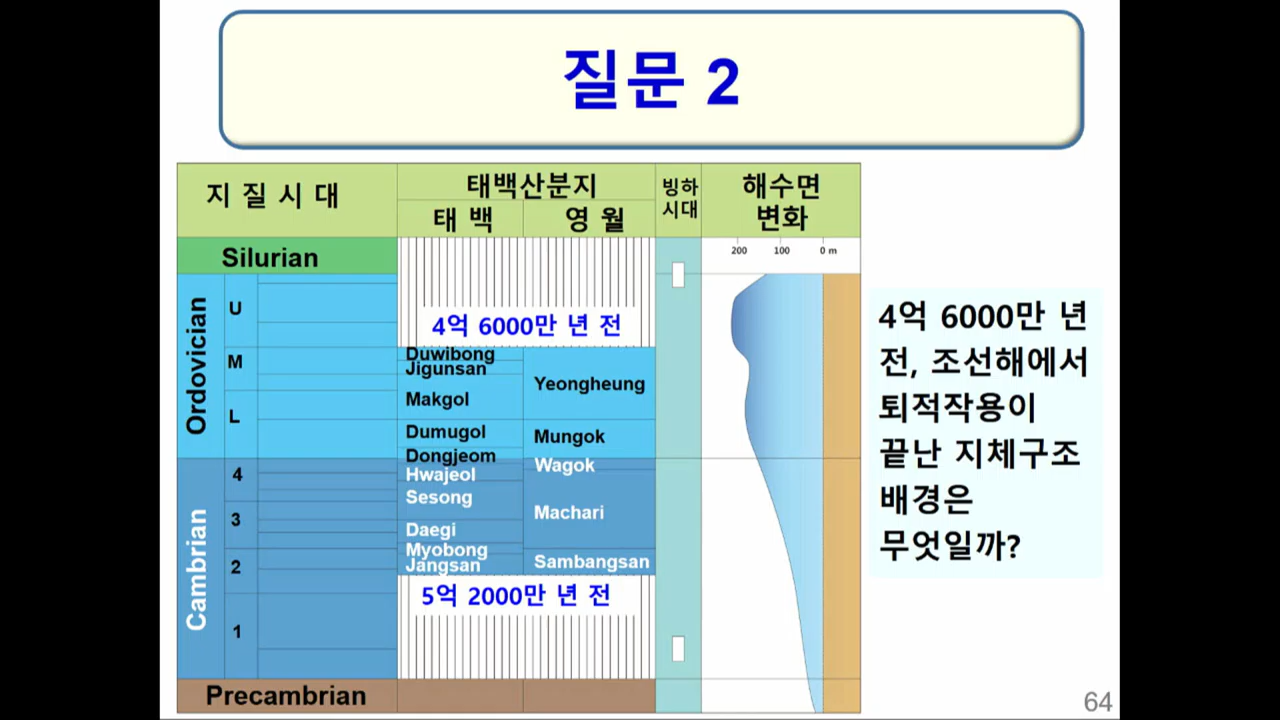 질문 2
지 질 시 대
태백산분지
태 백
영 월
빙하
시대
해수면
변화
200 100 0 m
Silurian
Ordovician
U
M
L
4억 6000만 년 전
Duwibong
Jigunsan
Makgol
Dumugol
Dongjeom
Yeongheung
Mungok
Cambrian
4
3
2
1
Hwajeol
Sesong
Daegi
Myobong
Jangsan
Wagok
Machari
Sambangsan
5억 2000만 년 전
Precambrian
4억 6000만 년
전, 조선해에서
퇴적작용이
끝난 지체구조
배경은
무엇일까?
64